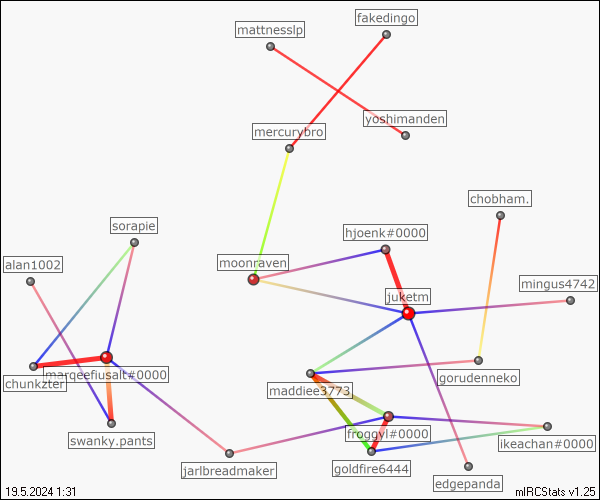 fakedingo
mattnesslp
yoshimanden
mercurybro
chobham.
sorapie
hjoenk#0000
moonraven
alan1002
mingus4742
juketm
marqeefusalt#0000
chunkzter
maddiee3773
gorudenneko
froggyl#0000
swanky.pants
ikeachan#0000
jarlbreadmaker
goldfire6444
edgepanda
19.5.2024 1:31
mIRCStats v1.25